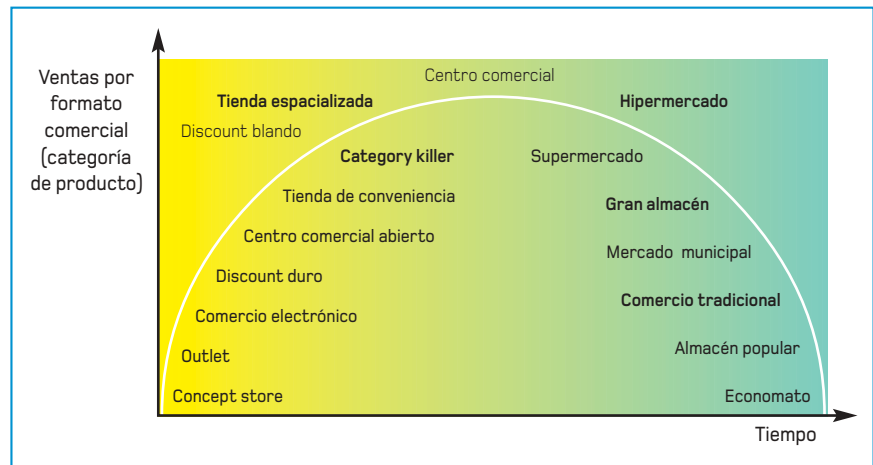 Ventas por
formato
comercial
(categoría
de producto)
Centro comercial
Tienda espacializada
Hipermercado
Discount blando
Category killer
Supermercado
Tienda de conveniencia
Gran almacén
Centro comercial abierto
Mercado municipal
Discount duro
Comercio tradicional
Comercio electrónico
Outlet
Almacén popular
Concept store
Economato
Tiempo